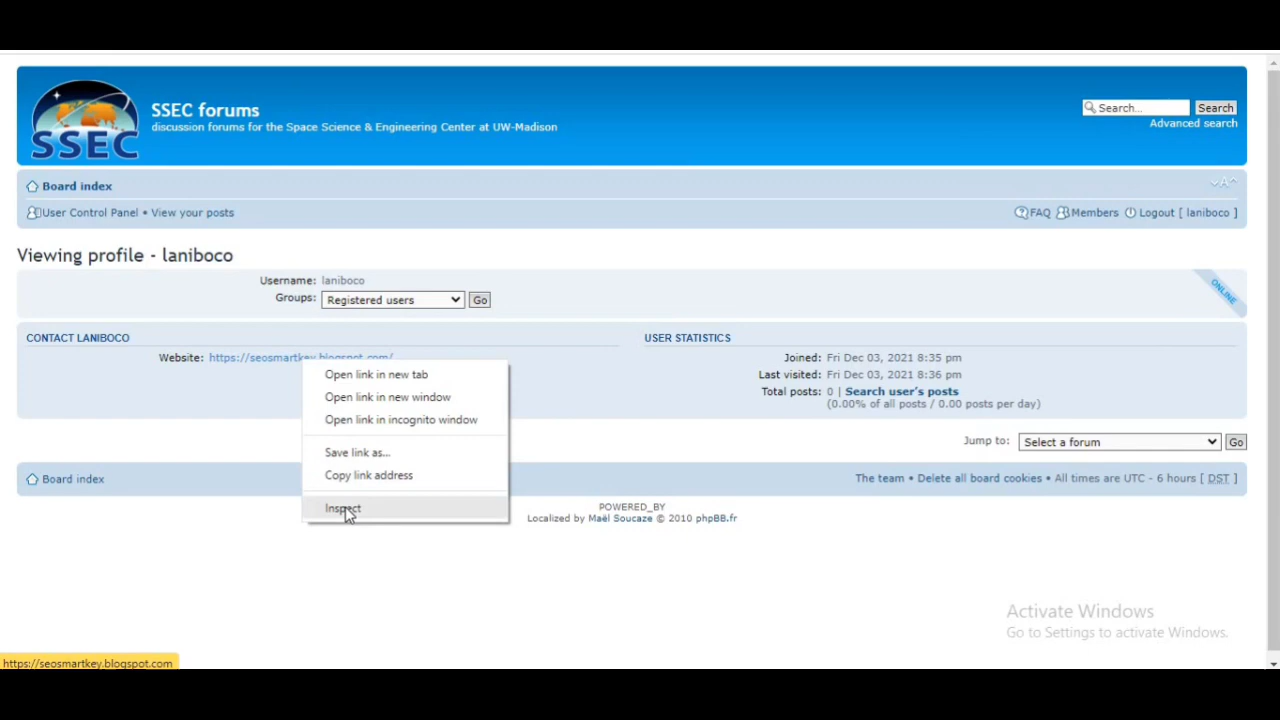 SSEC
SSEC forums
discussion forums for the Space Science & Engineering Center at UW-Madison
Search...
Search
Advanced search
Board index
User Control Panel • View your posts
FAQ Members Logout [ laniboco ]
Viewing profile - laniboco
Username: laniboco
Groups: Registered users Go
ONLINE
CONTACT LANIBOCO
Website: https://seosmartkey.blogspot.com/
Open link in new tab
Open link in new window
Open link in incognito window
Save link as...
Copy link address
Inspect
USER STATISTICS
Joined: Fri Dec 03, 2021 8:35 pm
Last visited: Fri Dec 03, 2021 8:36 pm
Total posts: 0 | Search user's posts
(0.00% of all posts / 0.00 posts per day)
Jump to: Select a forum Go
Board index
The team • Delete all board cookies • All times are UTC - 6 hours [ DST ]
POWERED_BY
Localized by Maël Soucaze © 2010 phpBB.fr
Activate Windows
Go to Settings to activate Windows.
https://seosmartkey.blogspot.com